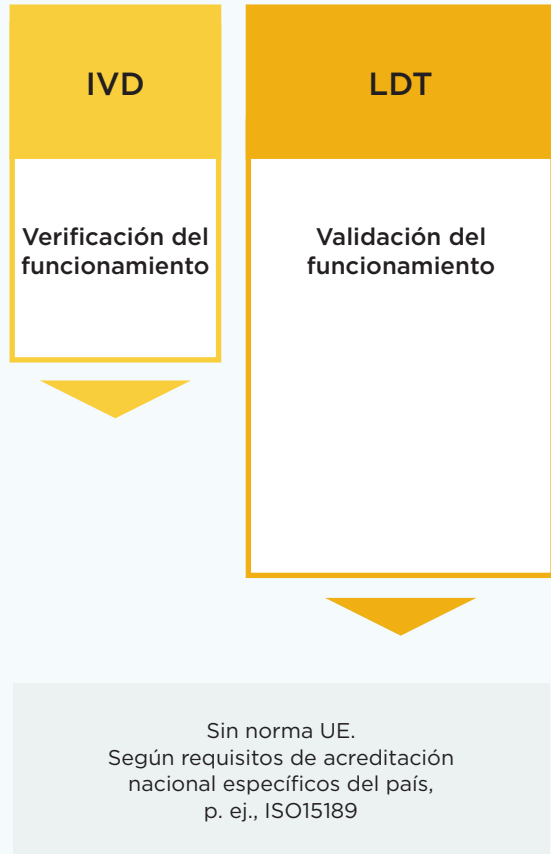 IVD
Verificación del
funcionamiento
LDT
Validación del
funcionamiento
Sin norma UE.
Según requisitos de acreditación
nacional específicos del país,
p. ej., ISO15189